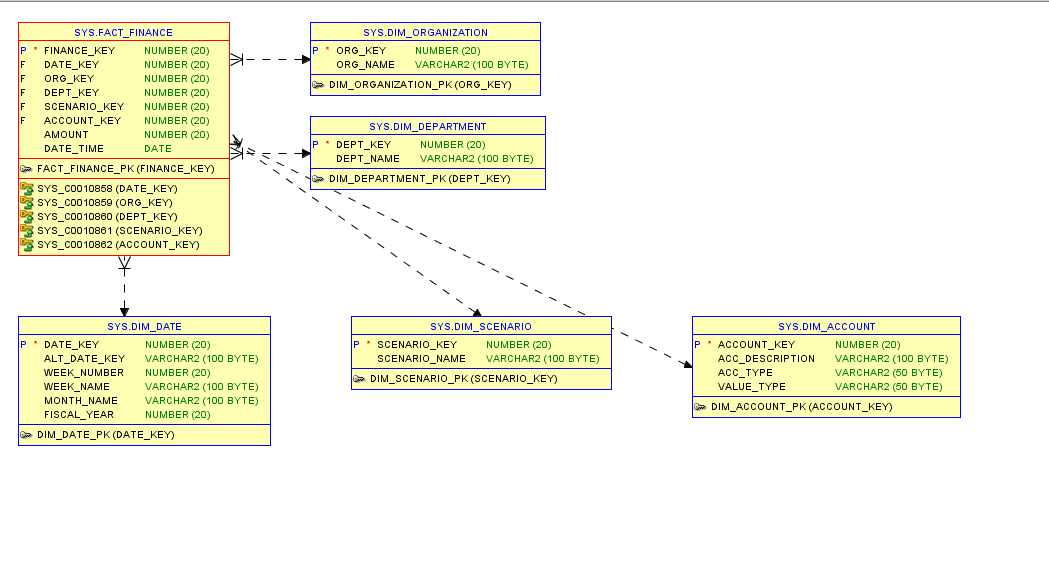 SYS.FACT_FINANCE
P * FINANCE_KEY NUMBER (20)
F DATE_KEY NUMBER (20)
F ORG_KEY NUMBER (20)
F DEPT_KEY NUMBER (20)
F SCENARIO_KEY NUMBER (20)
F ACCOUNT_KEY NUMBER (20)
AMOUNT NUMBER (20)
DATE_TIME DATE
FACT_FINANCE_PK (FINANCE_KEY)
SYS_C0010858 (DATE_KEY)
SYS_C0010859 (ORG_KEY)
SYS_C0010860 (DEPT_KEY)
SYS_C0010861 (SCENARIO_KEY)
SYS_C0010862 (ACCOUNT_KEY)
SYS.DIM_ORGANIZATION
P * ORG_KEY NUMBER (20)
ORG_NAME VARCHAR2 (100 BYTE)
DIM_ORGANIZATION_PK (ORG_KEY)
SYS.DIM_DEPARTMENT
P * DEPT_KEY NUMBER (20)
DEPT_NAME VARCHAR2 (100 BYTE)
DIM_DEPARTMENT_PK (DEPT_KEY)
SYS.DIM_DATE
P * DATE_KEY NUMBER (20)
ALT_DATE_KEY VARCHAR2 (100 BYTE)
WEEK_NUMBER NUMBER (20)
WEEK_NAME VARCHAR2 (100 BYTE)
MONTH_NAME VARCHAR2 (100 BYTE)
FISCAL_YEAR NUMBER (20)
DIM_DATE_PK (DATE_KEY)
SYS.DIM_SCENARIO
P * SCENARIO_KEY NUMBER (20)
SCENARIO_NAME VARCHAR2 (100 BYTE)
DIM_SCENARIO_PK (SCENARIO_KEY)
SYS.DIM_ACCOUNT
P * ACCOUNT_KEY NUMBER (20)
ACC_DESCRIPTION VARCHAR2 (100 BYTE)
ACC_TYPE VARCHAR2 (50 BYTE)
VALUE_TYPE VARCHAR2 (50 BYTE)
DIM_ACCOUNT_PK (ACCOUNT_KEY)